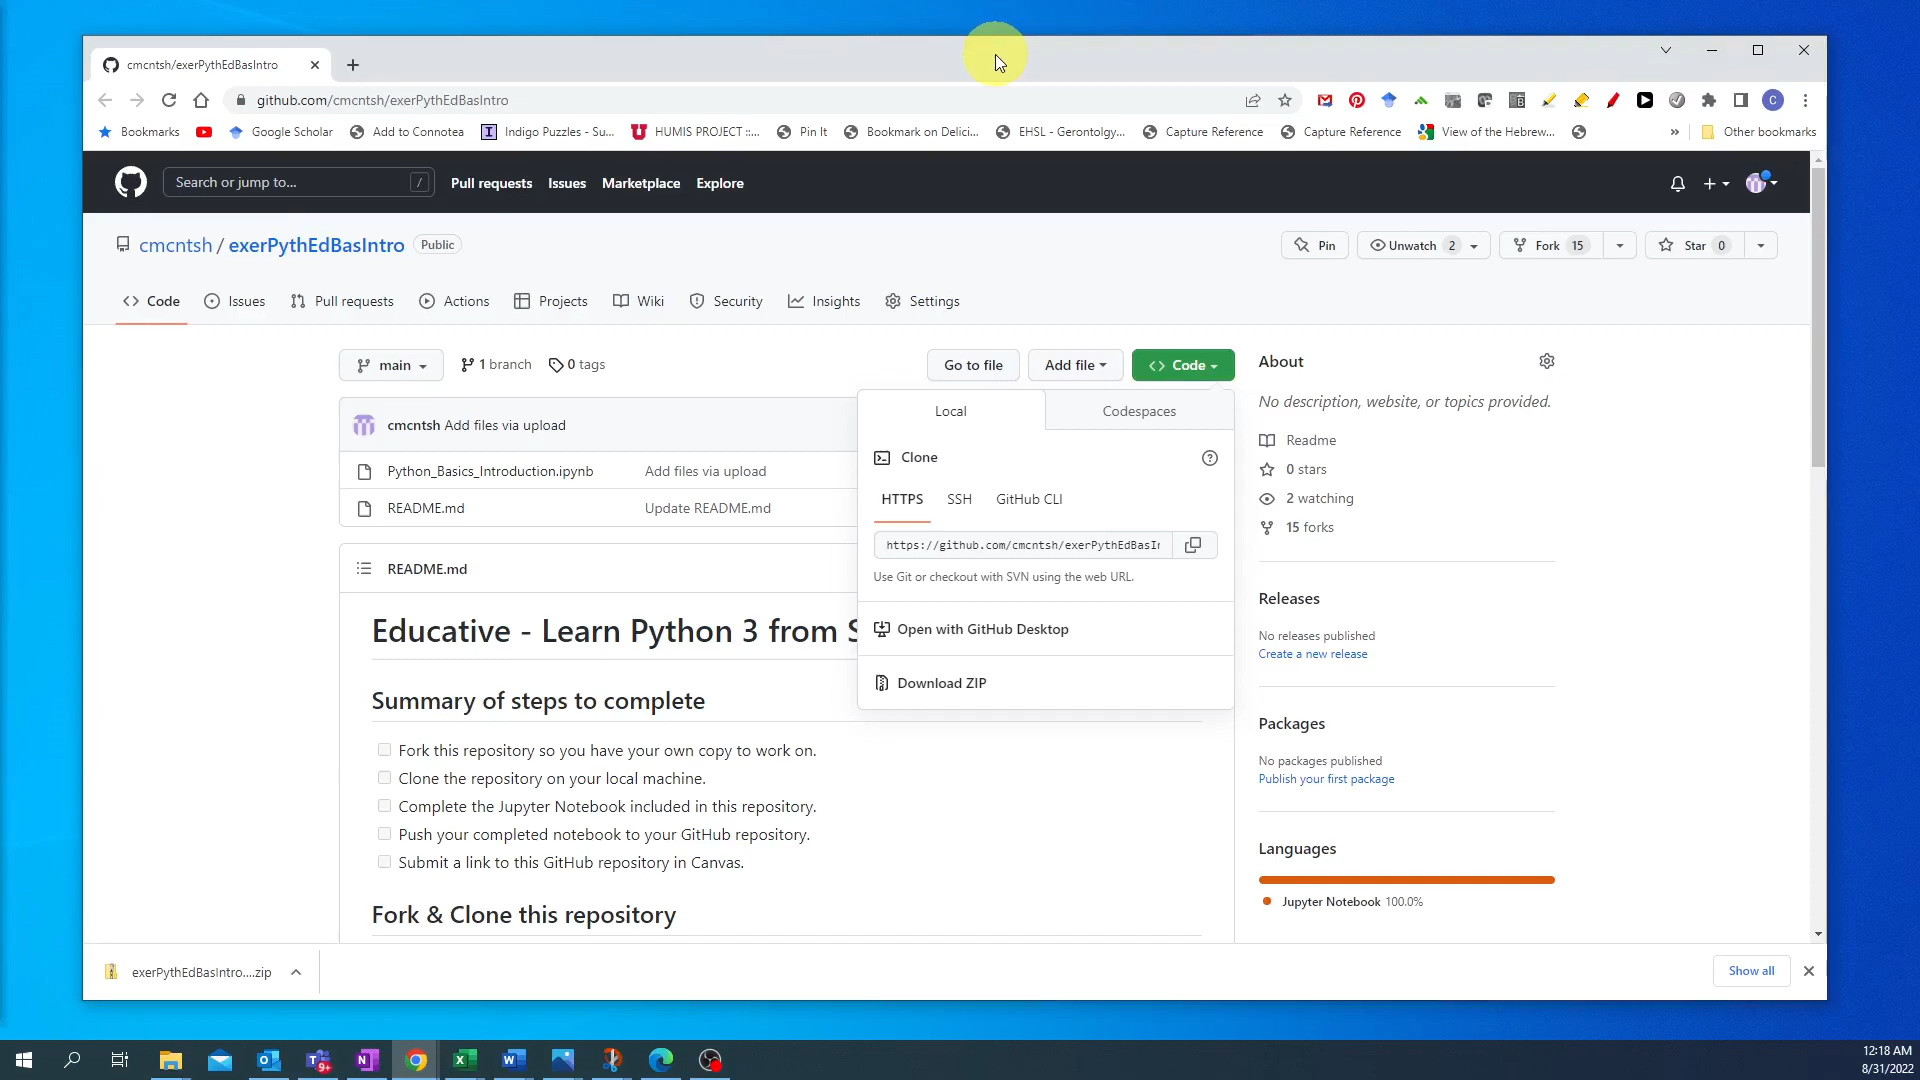 cmcntsh/exerPythEdBasIntro
github.com/cmcntsh/exerPythEdBasIntro
Bookmarks Google Scholar Add to Connotea Indigo Puzzles - Su... HUMIS PROJECT ::... Pin It Bookmark on Delici... EHSL - Gerontolgy... Capture Reference Capture Reference View of the Hebrew... » Other bookmarks
Search or jump to... / Pull requests Issues Marketplace Explore
cmcntsh / exerPythEdBasIntro Public Pin Unwatch 2 Fork 15 Star 0
Code Issues Pull requests Actions Projects Wiki Security Insights Settings
main 1 branch 0 tags Go to file Add file Code
Local Codespaces
Clone
HTTPS SSH GitHub CLI
https://github.com/cmcntsh/exerPythEdBasI
Use Git or checkout with SVN using the web URL.
Open with GitHub Desktop
Download ZIP
cmcntsh Add files via upload
Python_Basics_Introduction.ipynb Add files via upload
README.md Update README.md
README.md
Educative - Learn Python 3 from S
Summary of steps to complete
Fork this repository so you have your own copy to work on.
Clone the repository on your local machine.
Complete the Jupyter Notebook included in this repository.
Push your completed notebook to your GitHub repository.
Submit a link to this GitHub repository in Canvas.
Fork & Clone this repository
About
No description, website, or topics provided.
Readme
0 stars
2 watching
15 forks
Releases
No releases published
Create a new release
Packages
No packages published
Publish your first package
Languages
Jupyter Notebook 100.0%
exerPythEdBasIntro....zip
Show all
12:18 AM
8/31/2022